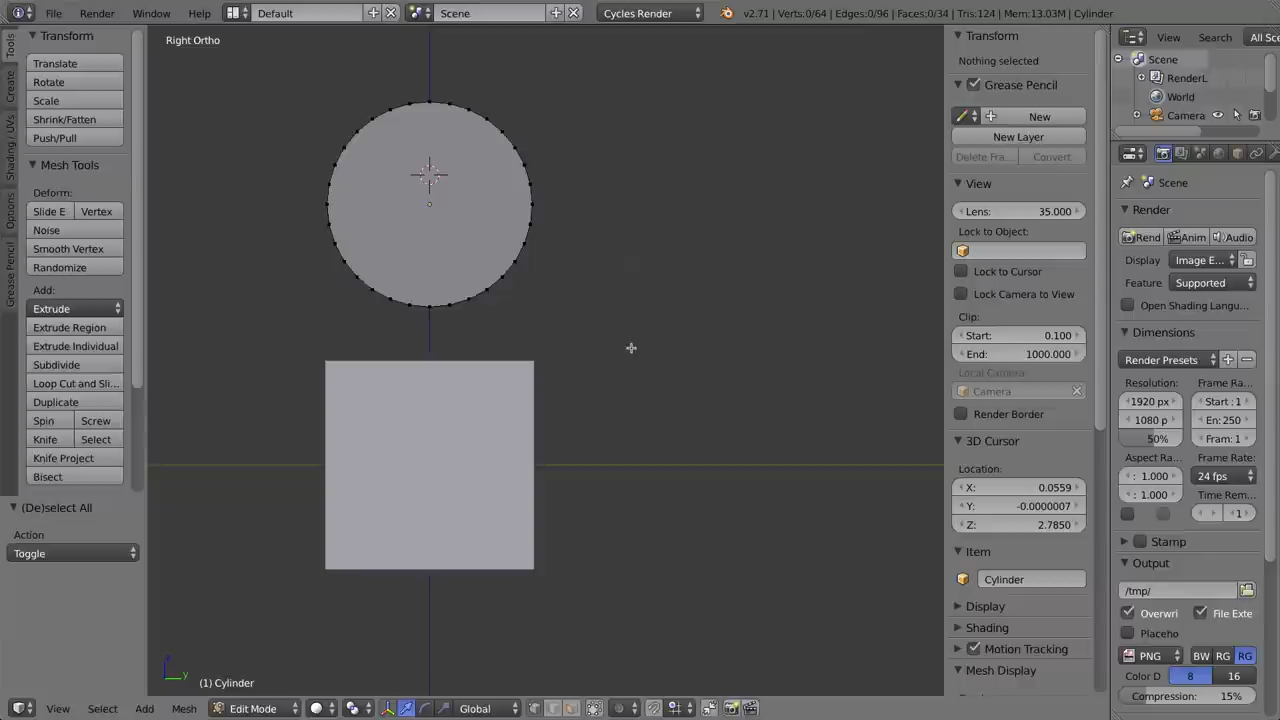 File Render Window Help Default Scene Cycles Render v2.71 | Verts:0/64 | Edges:0/96 | Faces:0/34 | Tris:124 | Mem:13.03M | Cylinder
Tools
Create
Shading / UVs
Options
Grease Pencil
Transform
Translate
Rotate
Scale
Shrink/Fatten
Push/Pull
Mesh Tools
Deform:
Slide E Vertex
Noise
Smooth Vertex
Randomize
Add:
Extrude
Extrude Region
Extrude Individual
Subdivide
Loop Cut and Sli...
Duplicate
Spin Screw
Knife Select
Knife Project
Bisect
(De)select All
Action
Toggle
Right Ortho
z
y
(1) Cylinder
View Select Add Mesh Edit Mode Global
Transform
Nothing selected
Grease Pencil
New
New Layer
Delete Fra... Convert
View
Lens: 35.000
Lock to Object:
Lock to Cursor
Lock Camera to View
Clip:
Start: 0.100
End: 1000.000
Local Camera:
Camera
Render Border
3D Cursor
Location:
X: 0.0559
Y: -0.0000007
Z: 2.7850
Item
Cylinder
Display
Shading
Motion Tracking
Mesh Display
View Search All Sce
Scene
RenderL
World
Camera
Scene
Render
Rend Anim Audio
Display Image E...
Feature Supported
Open Shading Langu...
Dimensions
Render Presets
Resolution: Frame Ra...
1920 px Start : 1
1080 p En: 250
50% Fram: 1
Aspect Ra... Frame Rate:
: 1.000 24 fps
: 1.000 Time Rem...
1
Stamp
Output
/tmp/
Overwri File Exte
Placeho
PNG BW RG RG
Color D 8 16
Compression: 15%